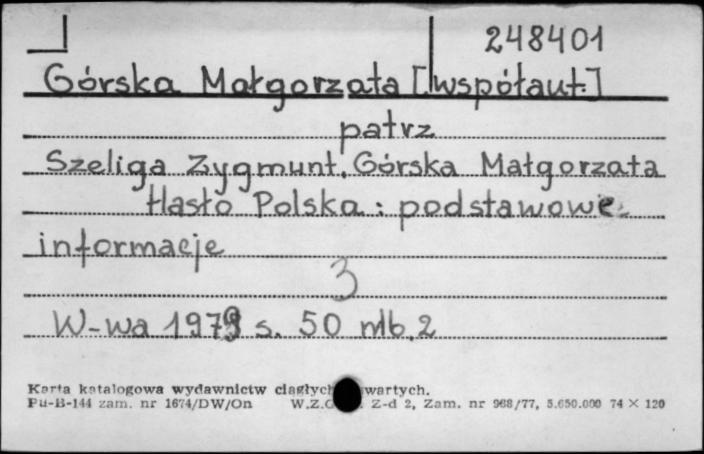 248401
Górska Małgorzata [współaut.]
patrz
Szeliga Zygmunt, Górska Małgorzata
Hasło Polska : podstawowe
informacje
3
W-wa 1979 s. 50 nlb. 2
Karta katalogowa wydawnictw ciągłych
Pu-B-144 zam. nr 1674/DW/On W.Z. Z-d 2, Zam. nr 968/77, 5.650.000 74 × 120